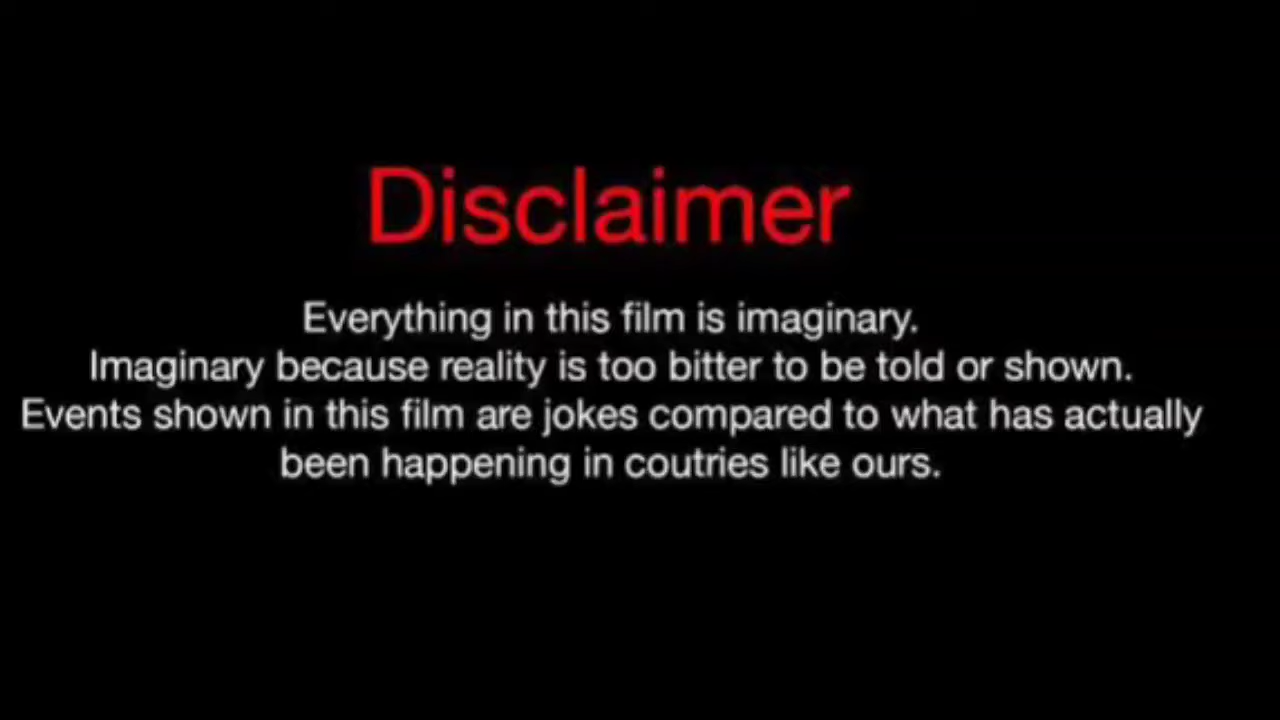 Disclaimer
Everything in this film is imaginary.
Imaginary because reality is too bitter to be told or shown.
Events shown in this film are jokes compared to what has actually
been happening in coutries like ours.